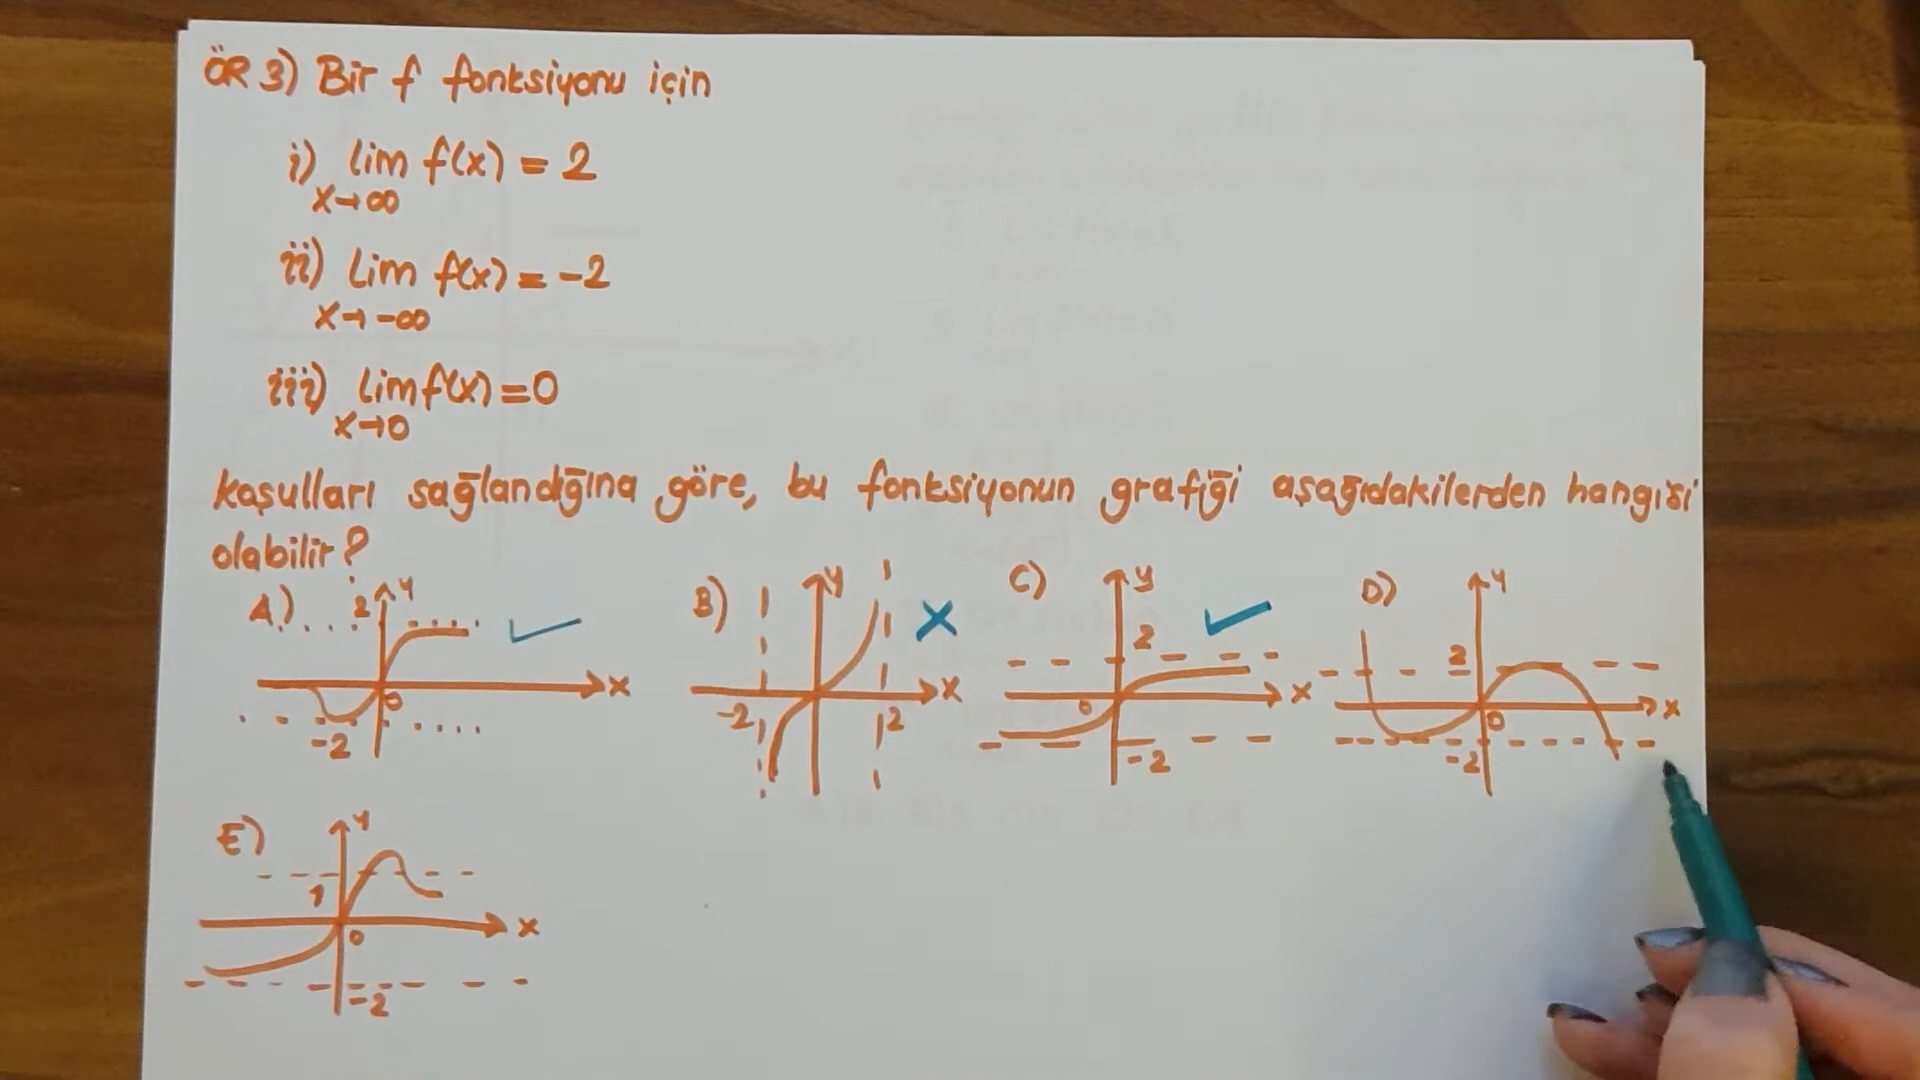 ÖR 3) Bir f fonksiyonu için
i) lim f(x) = 2
x→∞
ii) lim f(x) = -2
x→-∞
iii) lim f(x) = 0
x→0
koşulları sağlandığına göre, bu fonksiyonun grafiği aşağıdakilerden hangisi
olabilir?
A) y 2 x 0 -2
B) y x -2 2
C) y 2 x 0 -2
D) y 2 x 0 -2
E) y 1 x 0 -2